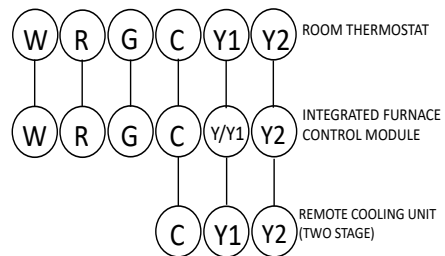 W R G C Y1 Y2 ROOM THERMOSTAT
W R G C Y/Y1 Y2 INTEGRATED FURNACE
CONTROL MODULE
C Y1 Y2 REMOTE COOLING UNIT
(TWO STAGE)